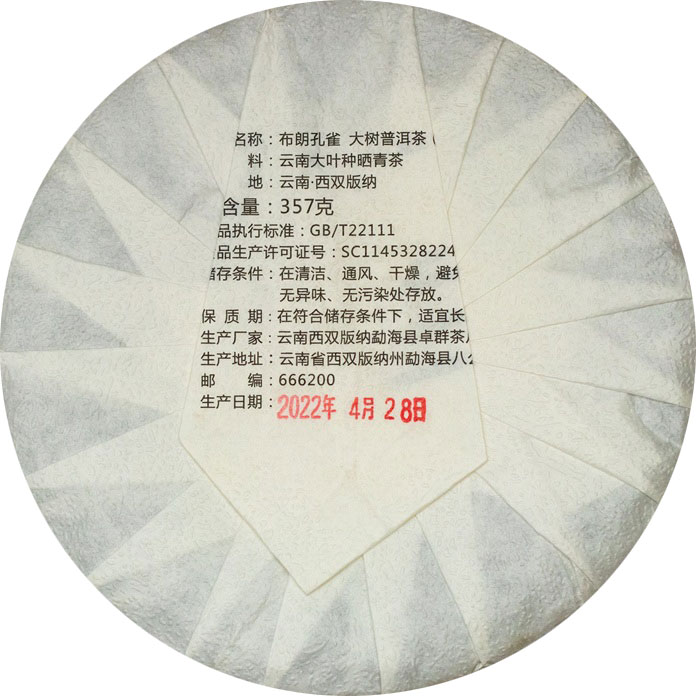 名称：布朗孔雀 大树普洱茶（
料：云南大叶种晒青茶
地：云南·西双版纳
含量：357克
品执行标准：GB/T22111
品生产许可证号：SC1145328224
储存条件：在清洁、通风、干燥，避免
无异味、无污染处存放。
保质期：在符合储存条件下，适宜长
生产厂家：云南西双版纳勐海县卓群茶
生产地址：云南省西双版纳州勐海县八公
邮编：666200
生产日期：2022年 4月 28日